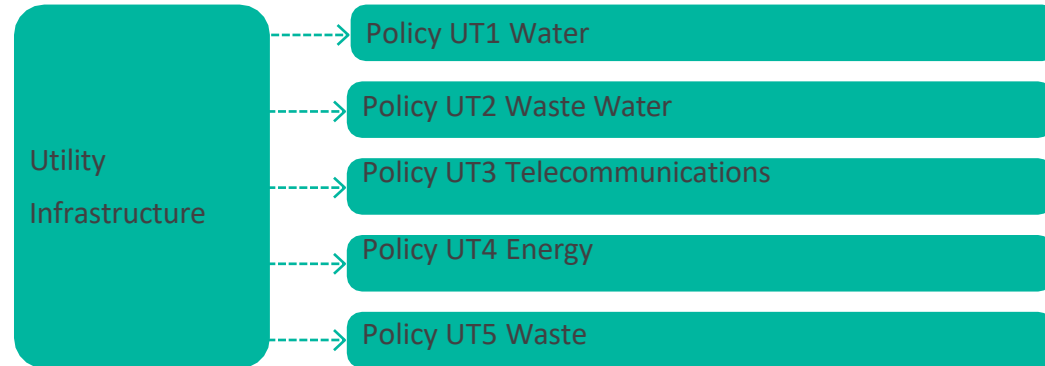 Utility
Infrastructure
Policy UT1 Water
Policy UT2 Waste Water
Policy UT3 Telecommunications
Policy UT4 Energy
Policy UT5 Waste